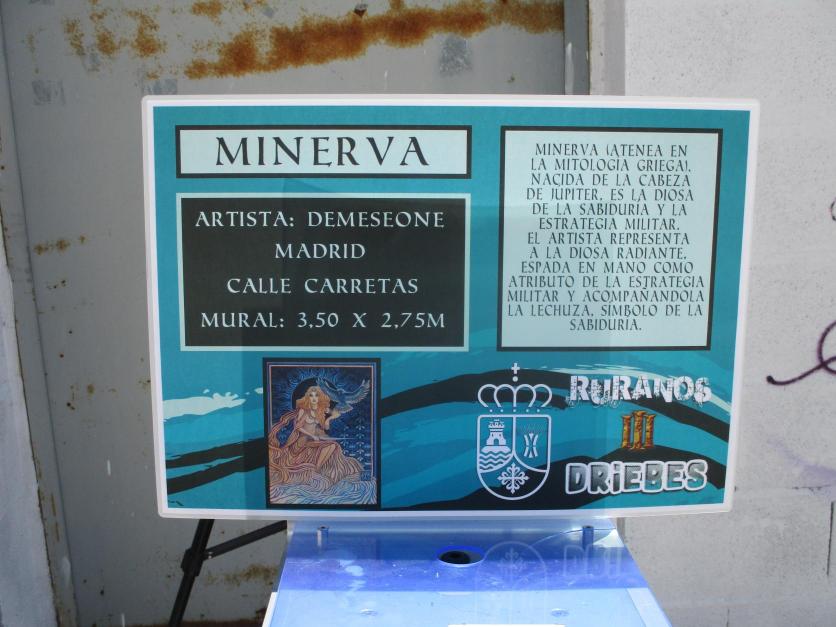 MINERVA
ARTISTA: DEMESEONE
MADRID
CALLE CARRETAS
MURAL: 3,50 X 2,75M
MINERVA (ATENEA EN
LA MITOLOGIA GRIEGA),
NACIDA DE LA CABEZA
DE JUPITER, ES LA DIOSA
DE LA SABIDURIA Y LA
ESTRATEGIA MILITAR.
EL ARTISTA REPRESENTA
A LA DIOSA RADIANTE,
ESPADA EN MANO COMO
ATRIBUTO DE LA ESTRATEGIA
MILITAR Y ACOMPAÑANDOLA
LA LECHUZA, SIMBOLO DE LA
SABIDURIA.
RURANOS
III
DRIEBES